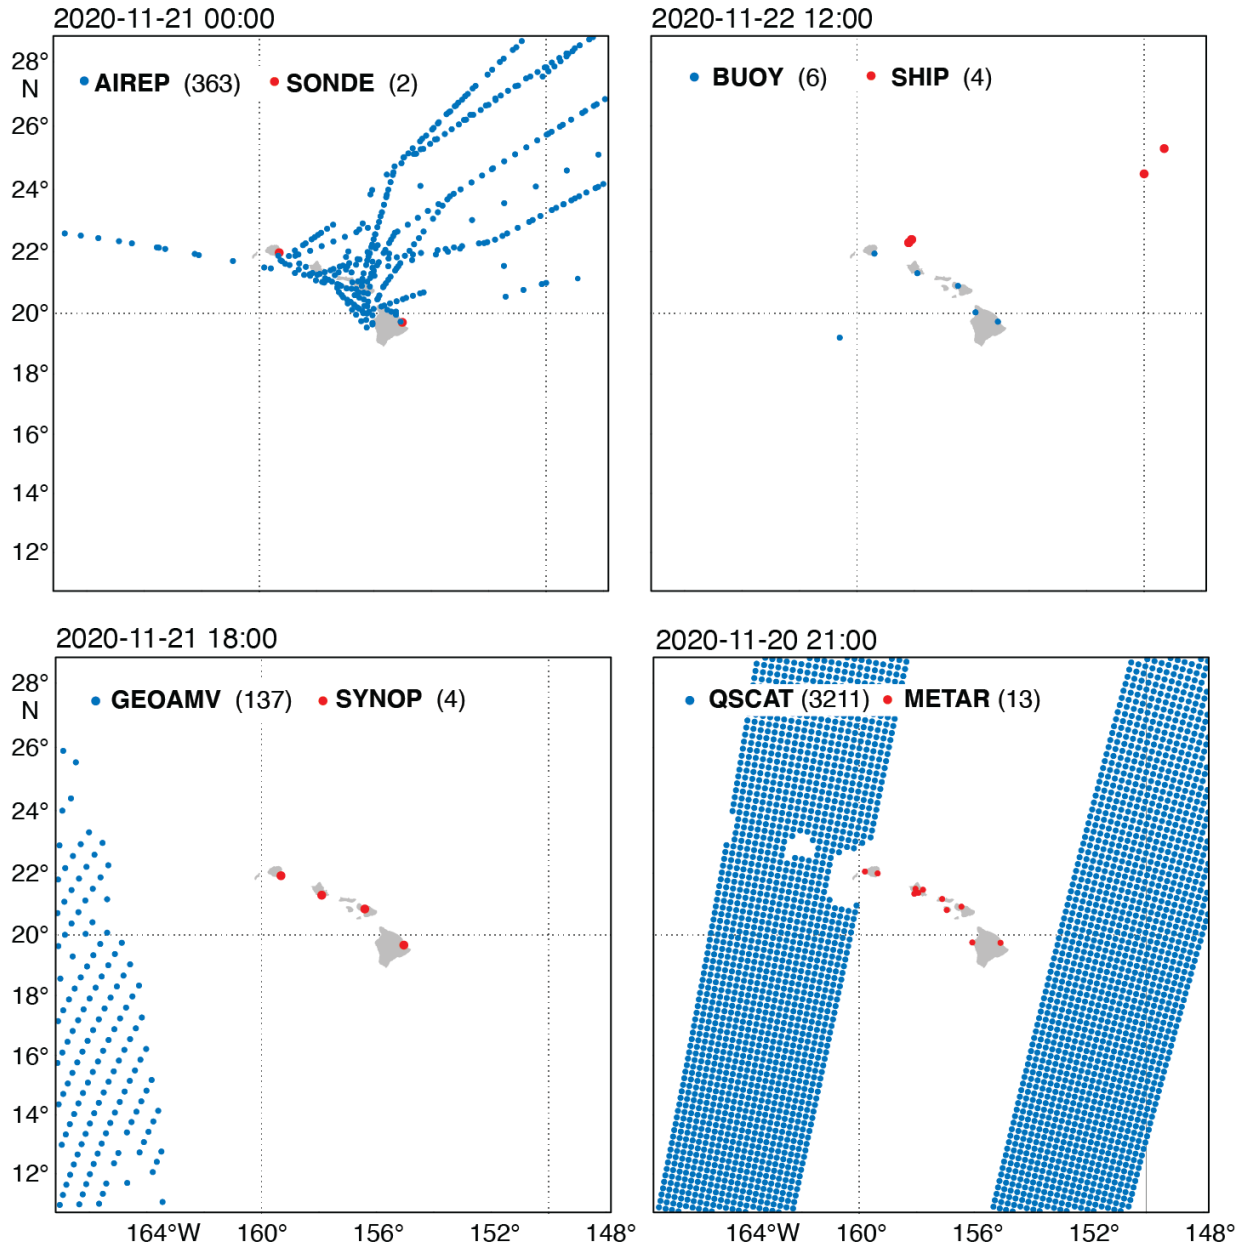 2020-11-21 00:00
AIREP (363) SONDE (2)
28°
N
26°
24°
22°
20°
18°
16°
14°
12°
2020-11-22 12:00
BUOY (6) SHIP (4)
2020-11-21 18:00
GEOAMV (137) SYNOP (4)
28°
N
26°
24°
22°
20°
18°
16°
14°
12°
164°W 160° 156° 152° 148°
2020-11-20 21:00
QSCAT (3211) METAR (13)
164°W 160° 156° 152° 148°